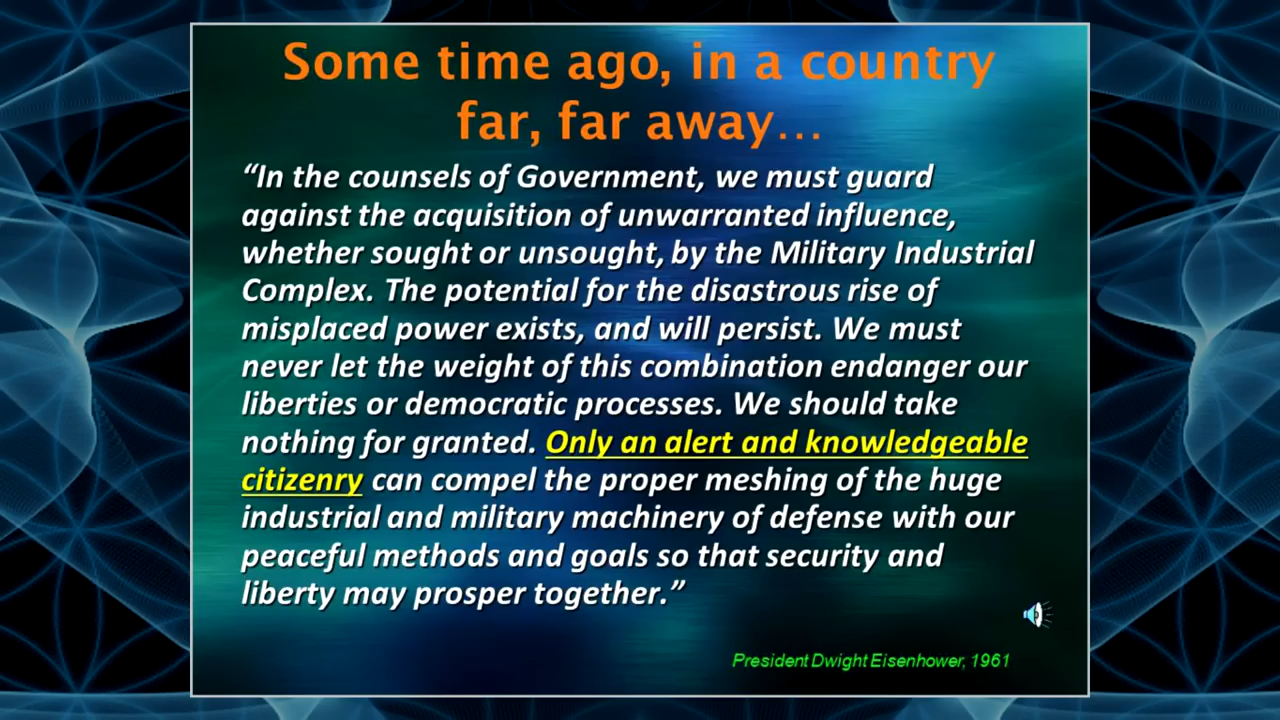 Some time ago, in a country
far, far away…
“In the counsels of Government, we must guard
against the acquisition of unwarranted influence,
whether sought or unsought, by the Military Industrial
Complex. The potential for the disastrous rise of
misplaced power exists, and will persist. We must
never let the weight of this combination endanger our
liberties or democratic processes. We should take
nothing for granted. Only an alert and knowledgeable
citizenry can compel the proper meshing of the huge
industrial and military machinery of defense with our
peaceful methods and goals so that security and
liberty may prosper together.”
President Dwight Eisenhower, 1961